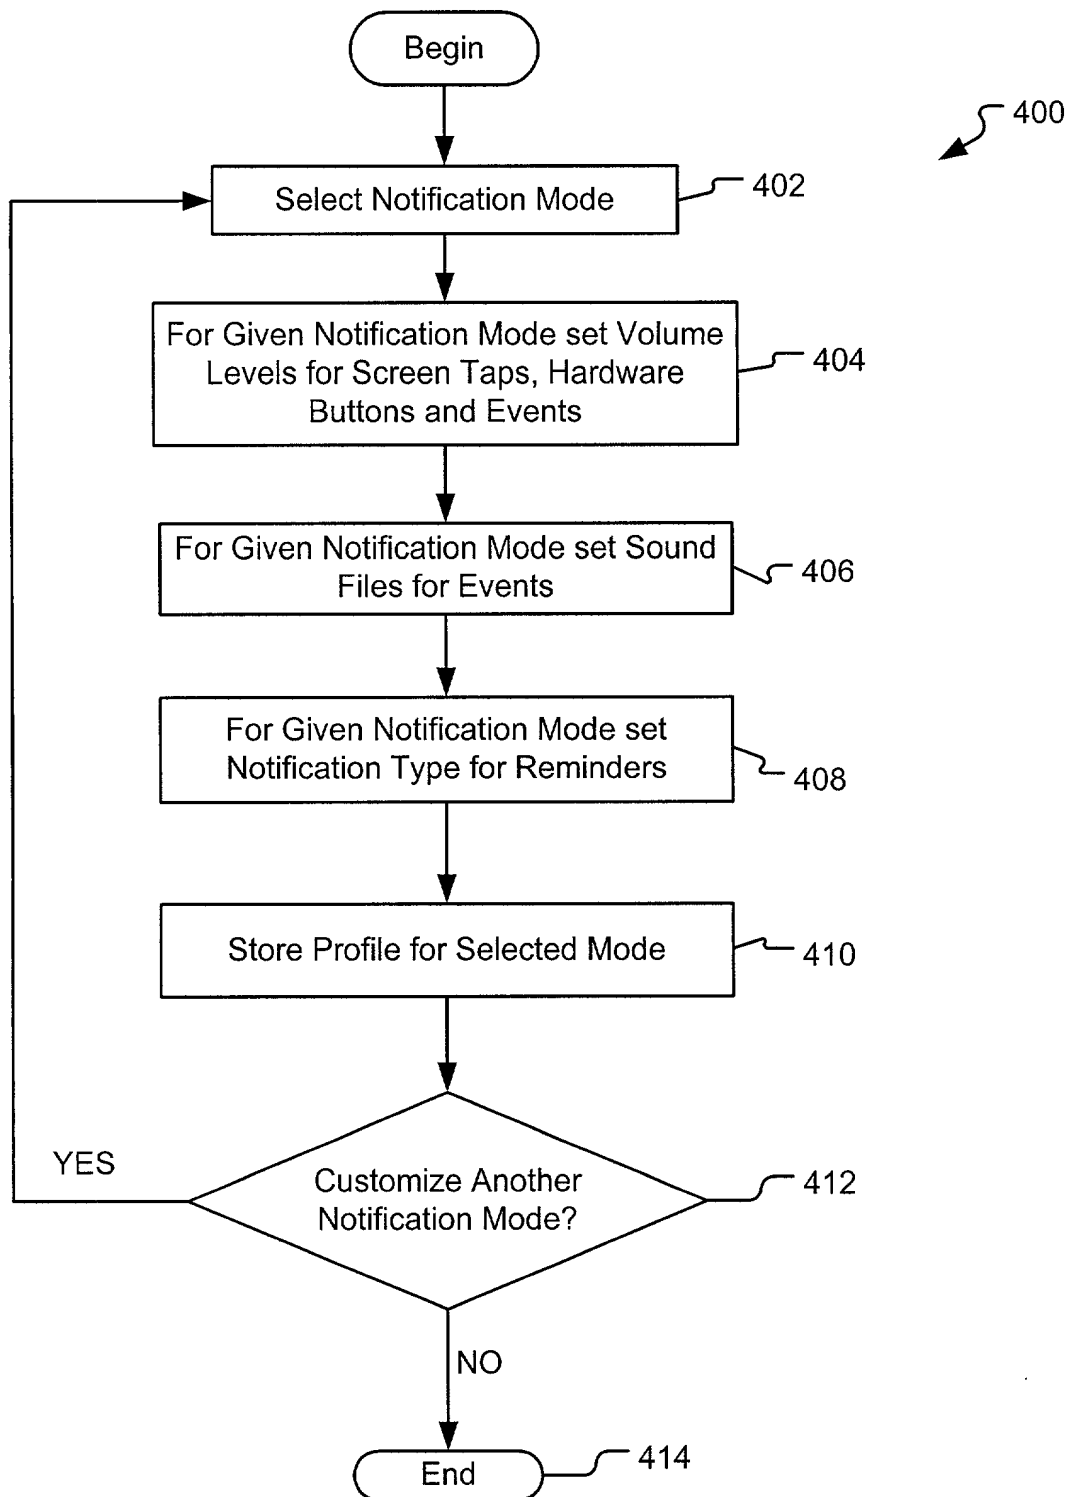 Begin
400
Select Notification Mode
402
For Given Notification Mode set Volume
Levels for Screen Taps, Hardware
Buttons and Events
404
For Given Notification Mode set Sound
Files for Events
406
For Given Notification Mode set
Notification Type for Reminders
408
Store Profile for Selected Mode
410
YES
Customize Another
Notification Mode?
412
NO
End
414